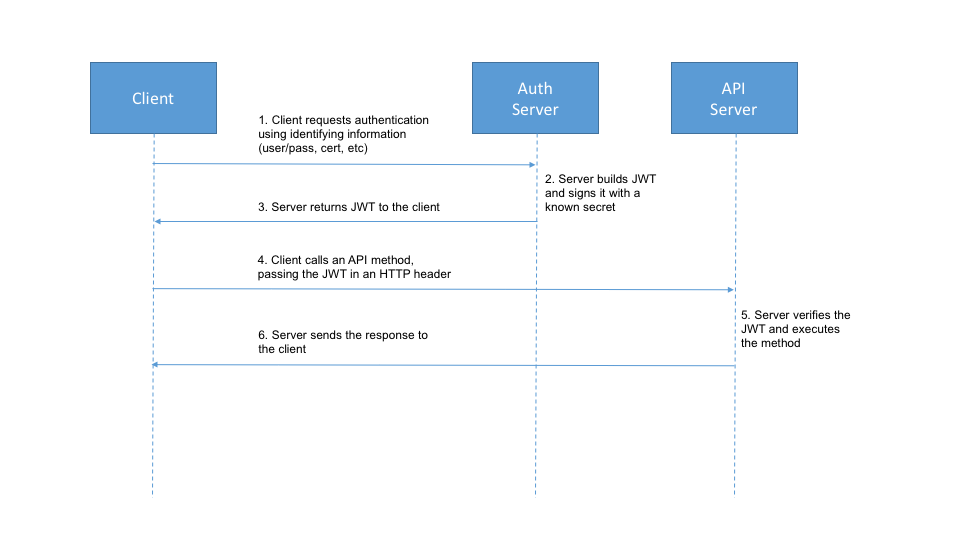 Client
Auth
Server
API
Server
1. Client requests authentication
using identifying information
(user/pass, cert, etc)
2. Server builds JWT
and signs it with a
known secret
3. Server returns JWT to the client
4. Client calls an API method,
passing the JWT in an HTTP header
5. Server verifies the
JWT and executes
the method
6. Server sends the response to
the client